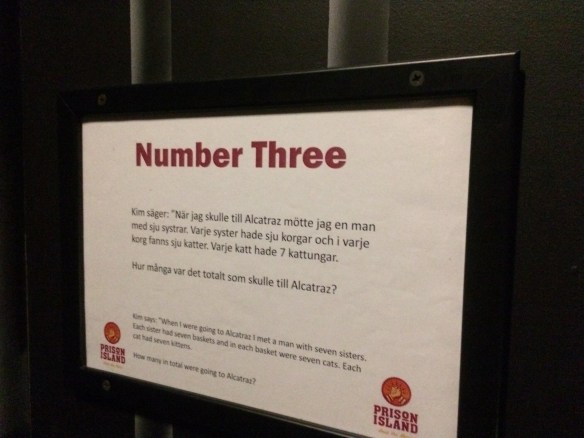 Number Three
Kim säger: "När jag skulle till Alcatraz mötte jag en man
med sju systrar. Varje syster hade sju korgar och i varje
korg fanns sju katter. Varje katt hade 7 kattungar.
Hur många var det totalt som skulle till Alcatraz?
Kim says: "When I were going to Alcatraz I met a man with seven sisters.
Each sister had seven baskets and in each basket were seven cats. Each
cat had seven kittens.
How many in total were going to Alcatraz?
PRISON
ISLAND
PRISON
ISLAND